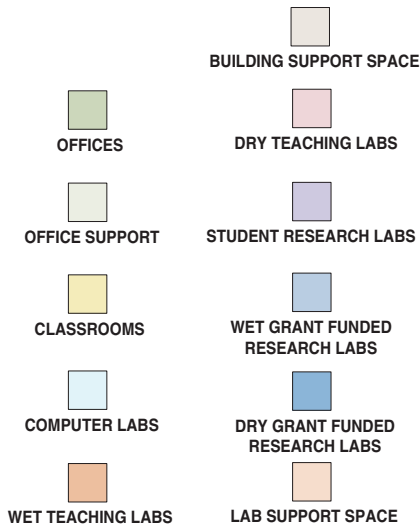 BUILDING SUPPORT SPACE
OFFICES
DRY TEACHING LABS
OFFICE SUPPORT
STUDENT RESEARCH LABS
CLASSROOMS
WET GRANT FUNDED
RESEARCH LABS
COMPUTER LABS
DRY GRANT FUNDED
RESEARCH LABS
WET TEACHING LABS
LAB SUPPORT SPACE